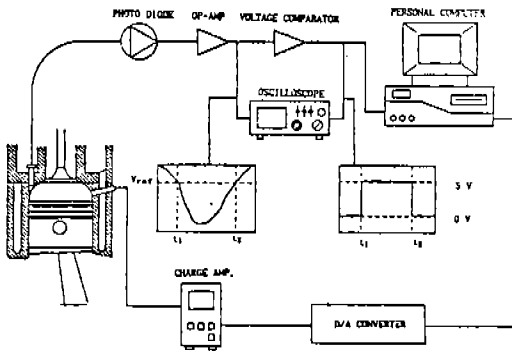 PHOTO DIODE
OP-AMP
VOLTAGE COMPARATOR
PERSONAL COMPUTER
OSCILLOSCOPE
Vref
t1
t2
5 V
0 V
t1
t2
CHARGE AMP.
D/A CONVERTER